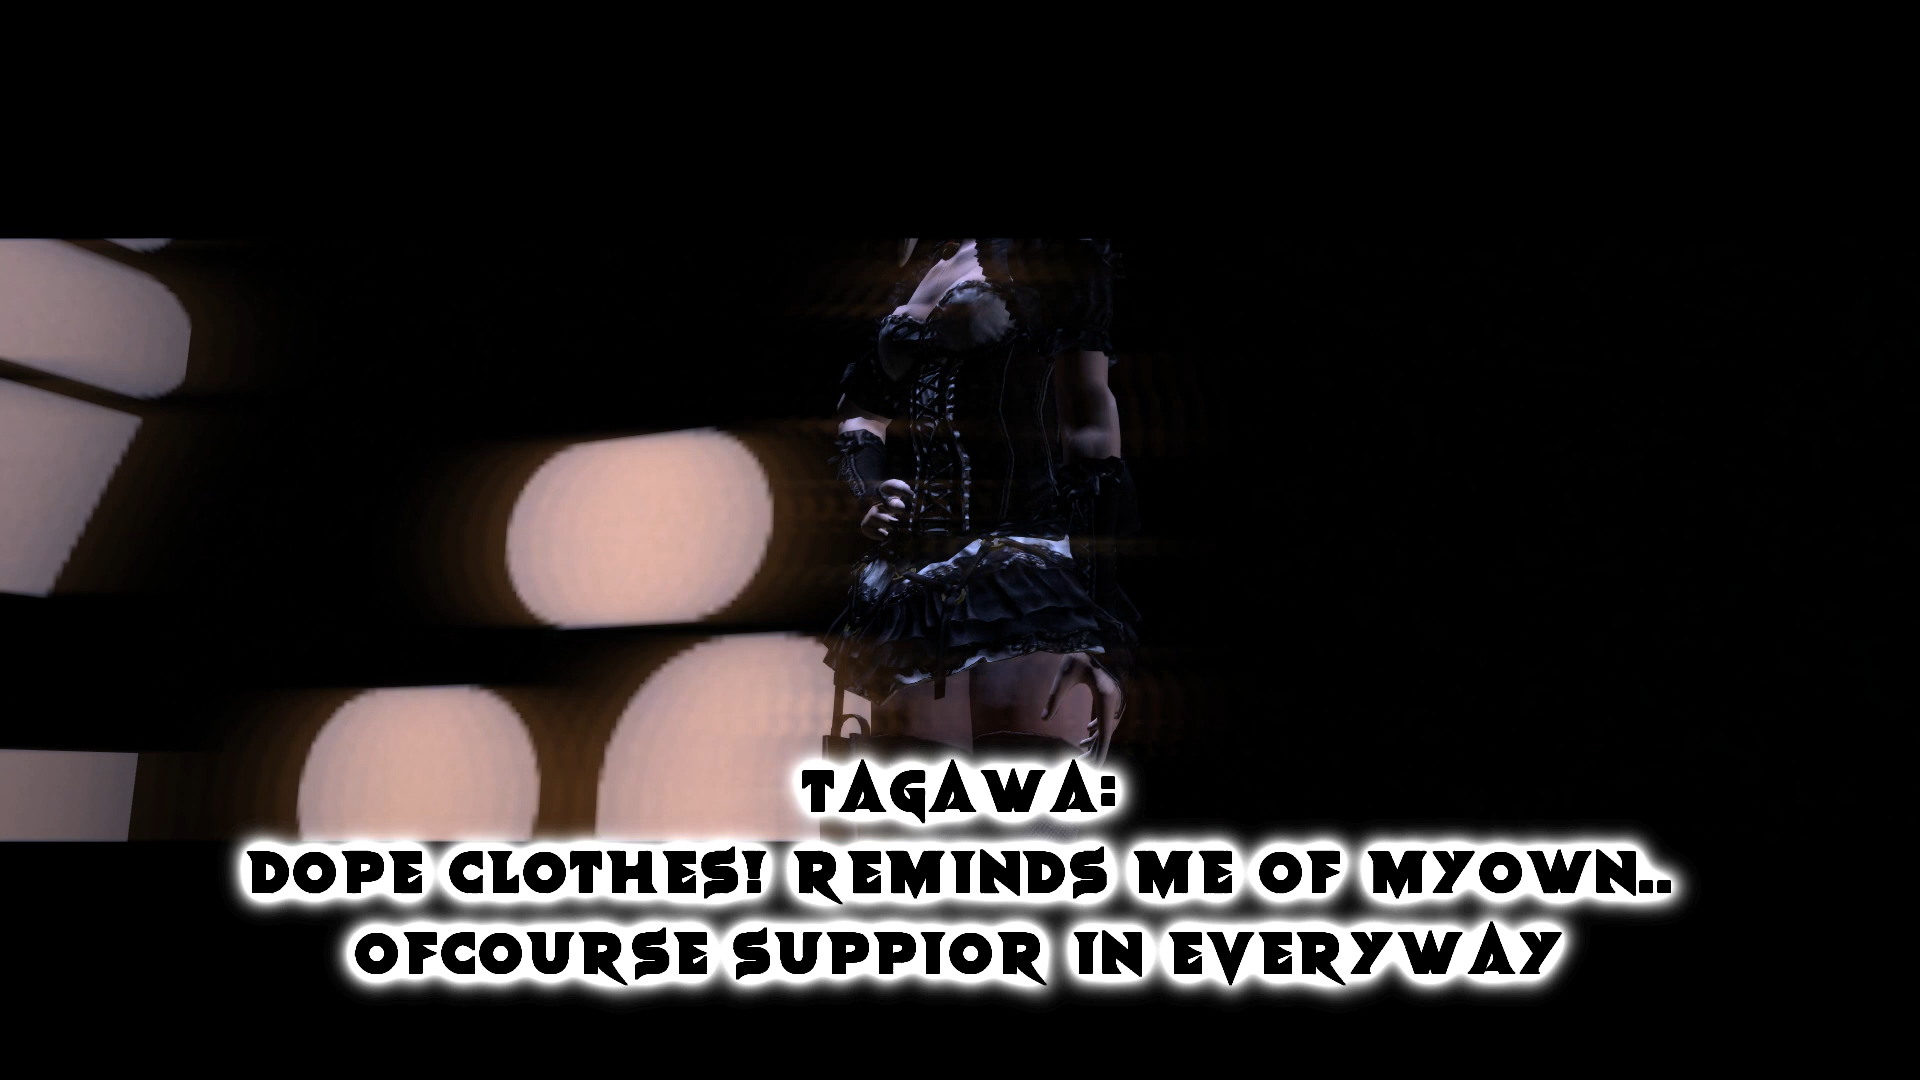 TAGAWA:
DOPE CLOTHES! REMINDS ME OF MYOWN..
OFCOURSE SUPPIOR IN EVERYWAY